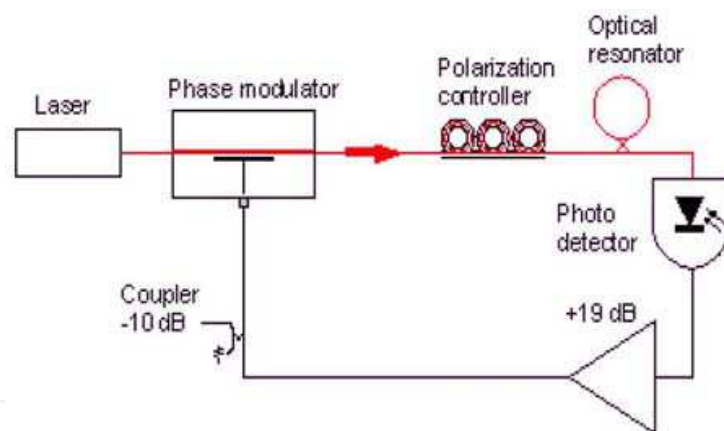 Optical
resonator
Polarization
controller
Phase modulator
Laser
Photo
detector
Coupler
-10 dB
+19 dB